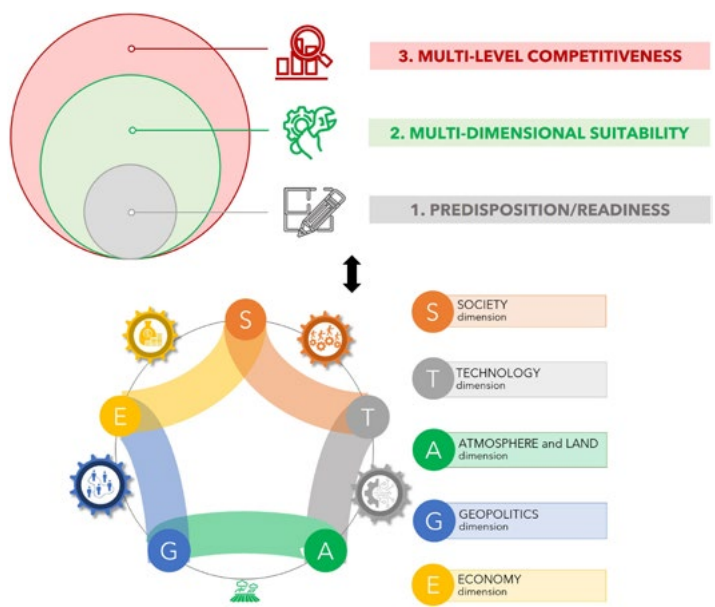 3. MULTI-LEVEL COMPETITIVENESS
2. MULTI-DIMENSIONAL SUITABILITY
1. PREDISPOSITION/READINESS
S
E
T
G
A
S
SOCIETY
dimension
T
TECHNOLOGY
dimension
A
ATMOSPHERE and LAND
dimension
G
GEOPOLITICS
dimension
E
ECONOMY
dimension